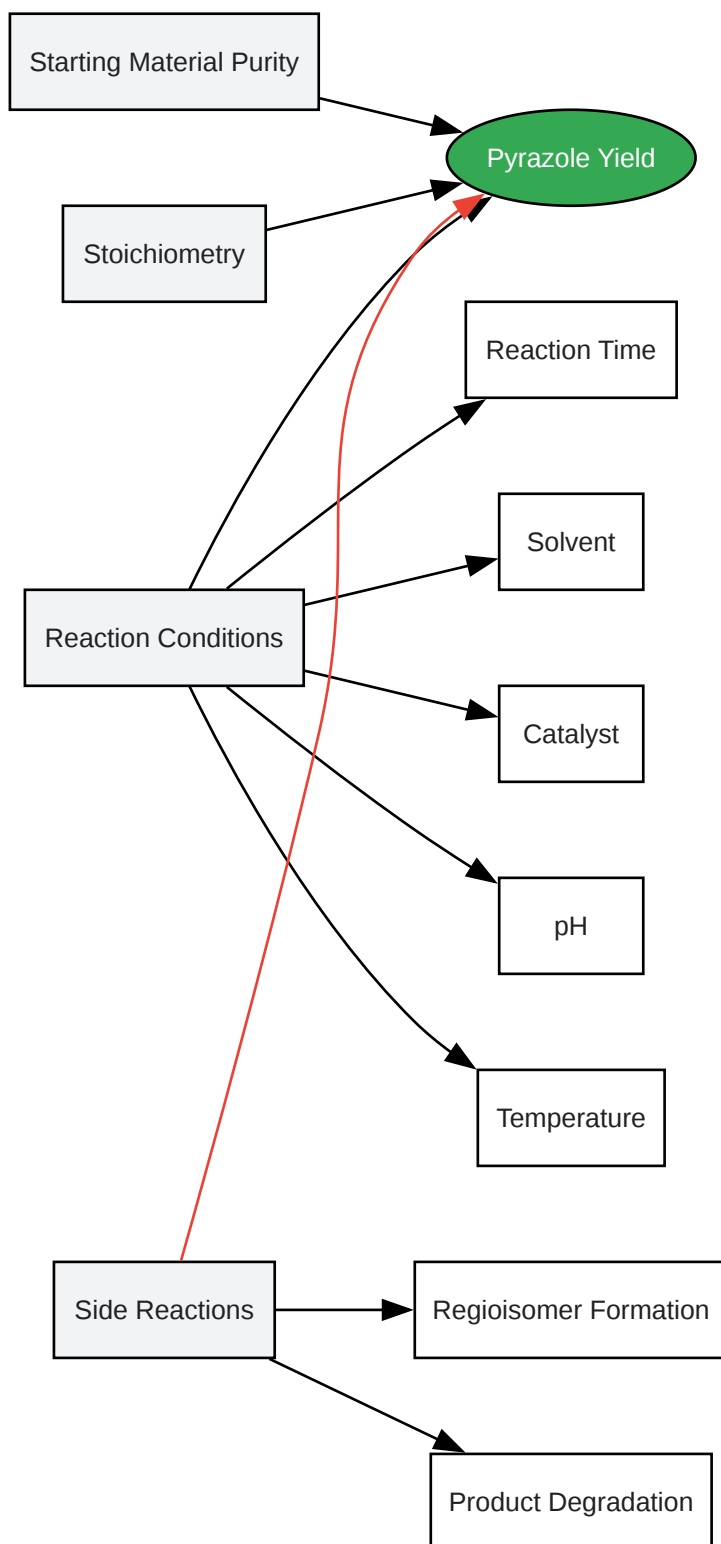 Starting Material Purity
Pyrazole Yield
Stoichiometry
Reaction Time
Solvent
Reaction Conditions
Catalyst
pH
Temperature
Side Reactions
Regioisomer Formation
Product Degradation